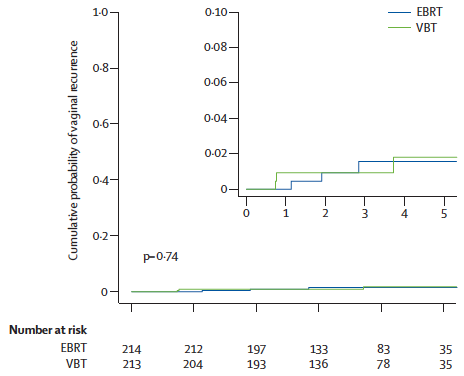 1·0
0·8
0·6
0·4
0·2
0
Cumulative probability of vaginal recurrence
0·10
0·08
0·06
0·04
0·02
0
0 1 2 3 4 5
EBRT
VBT
p=0·74
Number at risk
EBRT 214 212 197 133 83 35
VBT 213 204 193 136 78 35